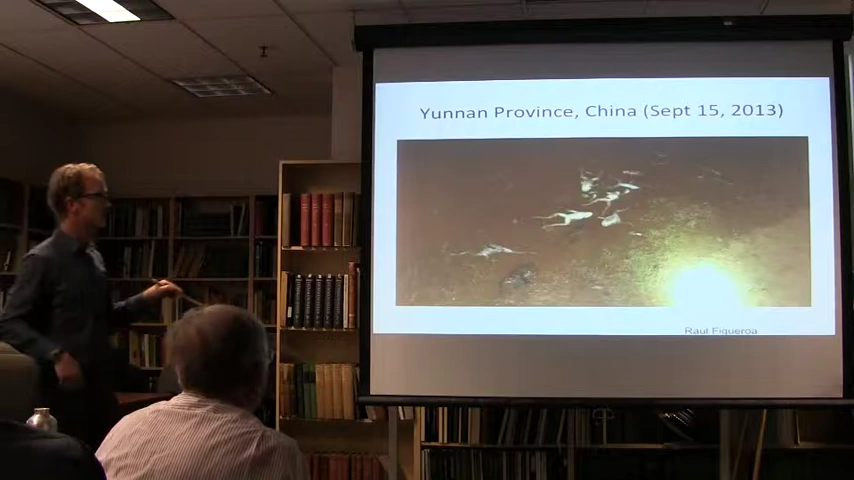 Yunnan Province, China (Sept 15, 2013)
Raul Figueroa